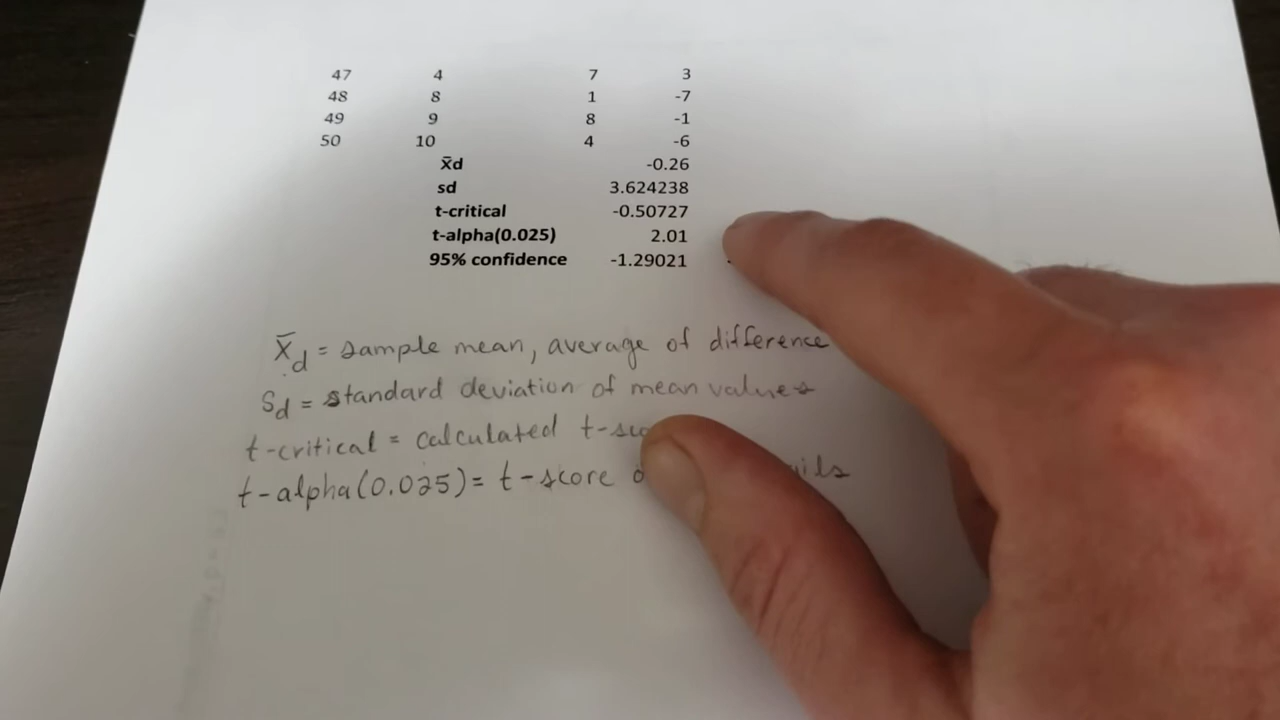 47 4 7 3
48 8 1 -7
49 9 8 -1
50 10 4 -6
x̄d -0.26
sd 3.624238
t-critical -0.50727
t-alpha(0.025) 2.01
95% confidence -1.29021
X̄d = sample mean, average of difference
Sd = standard deviation of mean values
t-critical = calculated
t-alpha(0.025) = t-score